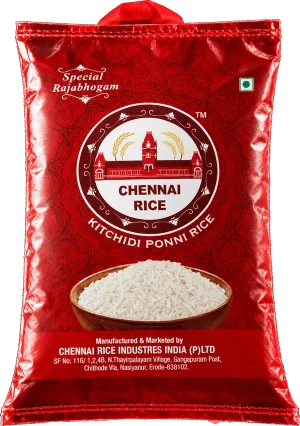 Special
Rajabhogam
TM
CHENNAI
RICE
KITCHIDI PONNI RICE
Manufactured & Marketed by
CHENNAI RICE INDUSTRES INDIA (P)LTD
SF No: 116/ 1,2,4B, N.Thayirpalayam Village, Gangapuram Post,
Chithode Via, Nasiyanur, Erode-638102.